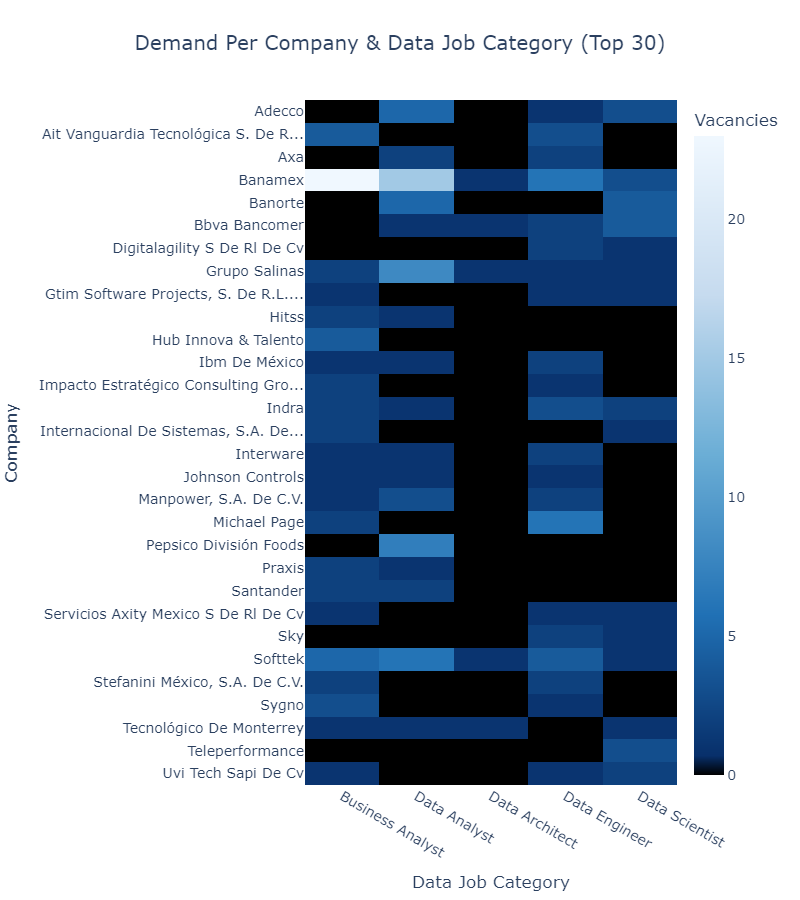 Demand Per Company & Data Job Category (Top 30)
Vacancies
Adecco
Ait Vanguardia Tecnológica S. De R...
Axa
Banamex
Banorte
Bbva Bancomer
Digitalagility S De Rl De Cv
Grupo Salinas
Gtim Software Projects, S. De R.L....
Hitss
Hub Innova & Talento
Ibm De México
Impacto Estratégico Consulting Gro...
Indra
Internacional De Sistemas, S.A. De...
Interware
Johnson Controls
Manpower, S.A. De C.V.
Michael Page
Pepsico División Foods
Praxis
Santander
Servicios Axity Mexico S De Rl De Cv
Sky
Softtek
Stefanini México, S.A. De C.V.
Sygno
Tecnológico De Monterrey
Teleperformance
Uvi Tech Sapi De Cv
Company
20
15
10
5
0
Business Analyst
Data Analyst
Data Architect
Data Engineer
Data Scientist
Data Job Category